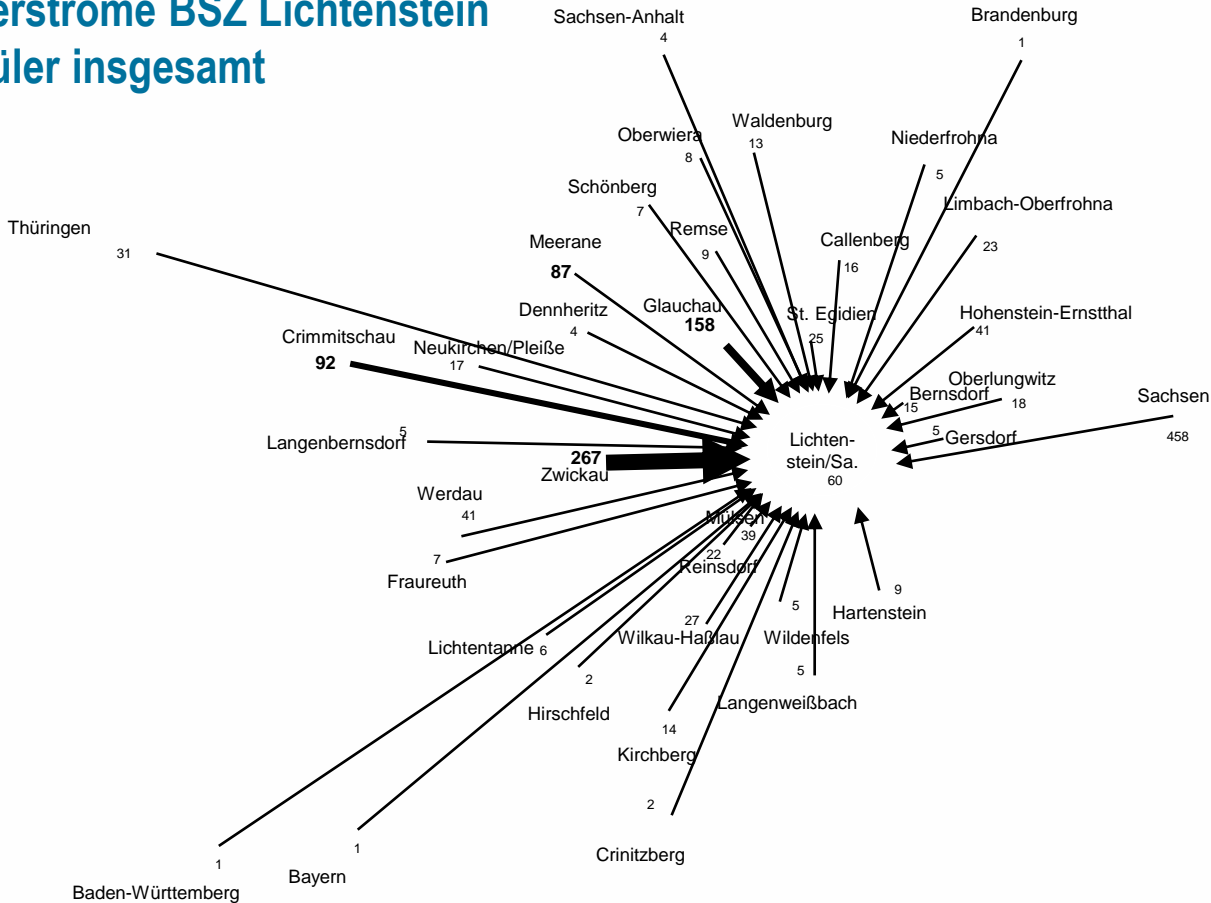 erströme BSZ Lichtenstein
üler insgesamt
Sachsen-Anhalt
4
Brandenburg
1
Waldenburg
13
Oberwiera
8
Niederfrohna
5
Schönberg
7
Limbach-Oberfrohna
23
Thüringen
31
Remse
9
Meerane
87
Callenberg
16
Glauchau
158
Dennheritz
4
St. Egidien
25
Hohenstein-Ernstthal
41
Crimmitschau
92
Neukirchen/Pleiße
17
Oberlungwitz
18
Bernsdorf
15
Sachsen
458
Langenbernsdorf
5
Gersdorf
5
Lichten-
stein/Sa.
60
267
Zwickau
Werdau
41
Mülsen
39
22
Reinsdorf
7
Fraureuth
9
Hartenstein
27
Wilkau-Haßlau
5
Wildenfels
Lichtentanne 6
5
Langenweißbach
2
Hirschfeld
14
Kirchberg
2
Crinitzberg
1
Bayern
1
Baden-Württemberg